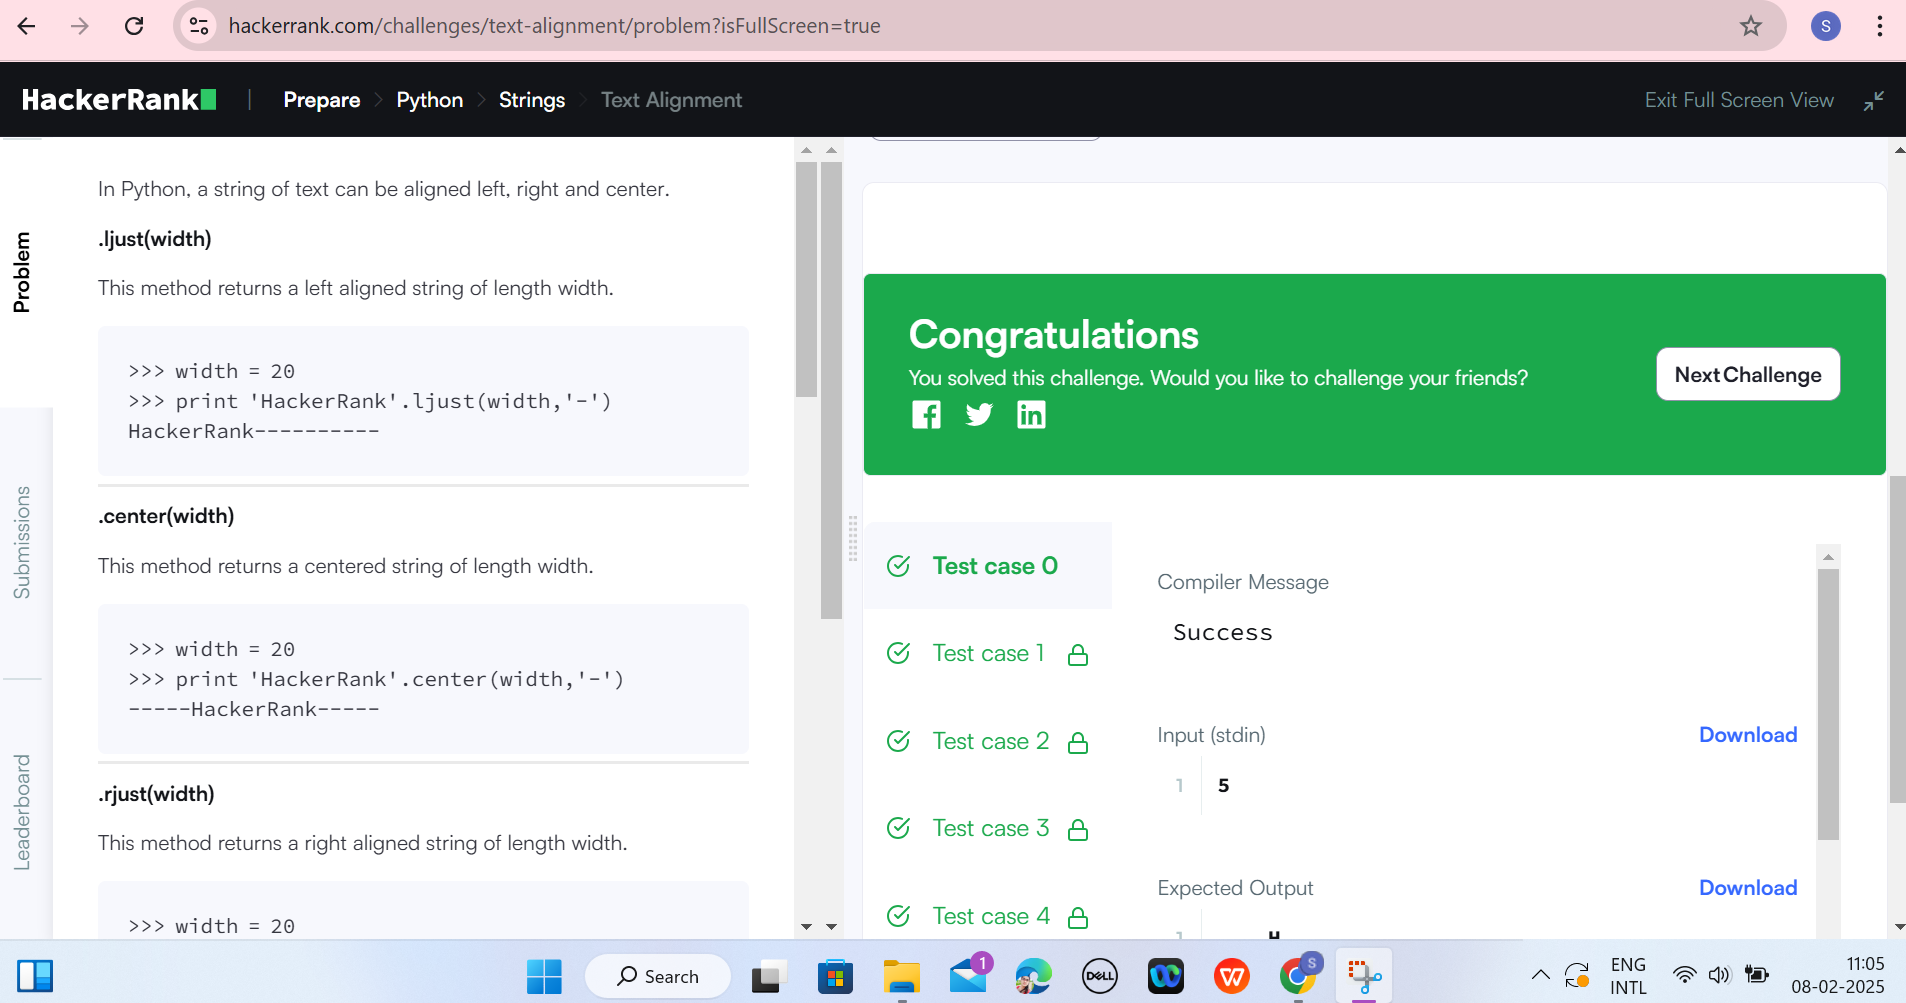 hackerrank.com/challenges/text-alignment/problem?isFullScreen=true
S
HackerRank
Prepare
Python
Strings
Text Alignment
Exit Full Screen View
Problem
Submissions
Leaderboard
In Python, a string of text can be aligned left, right and center.
.ljust(width)
This method returns a left aligned string of length width.
>>> width = 20
>>> print 'HackerRank'.ljust(width,'-')
HackerRank----------
.center(width)
This method returns a centered string of length width.
>>> width = 20
>>> print 'HackerRank'.center(width,'-')
-----HackerRank-----
.rjust(width)
This method returns a right aligned string of length width.
>>> width = 20
Congratulations
You solved this challenge. Would you like to challenge your friends?
Next Challenge
Test case 0
Test case 1
Test case 2
Test case 3
Test case 4
Compiler Message
Success
Input (stdin)
Download
1
5
Expected Output
Download
1
H
Search
1
DELL
W
S
ENG
INTL
11:05
08-02-2025